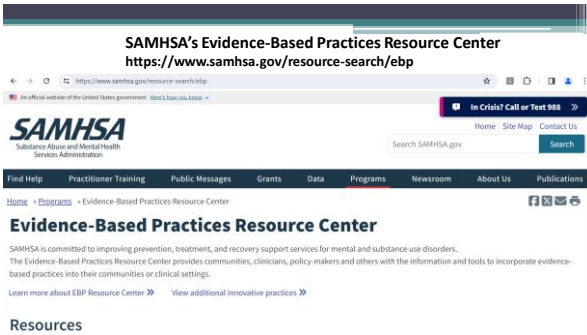 SAMHSA's Evidence-Based Practices Resource Center
https://www.samhsa.gov/resource-search/ebp
https://www.samhsa.gov/resource-search/ebp
An official website of the United States government Here's how you know
In Crisis? Call or Text 988
SAMHSA
Substance Abuse and Mental Health
Services Administration
Home Site Map Contact Us
Search SAMHSA.gov
Search
Find Help Practitioner Training Public Messages Grants Data Programs Newsroom About Us Publications
Home » Programs » Evidence-Based Practices Resource Center
Evidence-Based Practices Resource Center
SAMHSA is committed to improving prevention, treatment, and recovery support services for mental and substance use disorders.
The Evidence-Based Practices Resource Center provides communities, clinicians, policy-makers and others with the information and tools to incorporate evidence-
based practices into their communities or clinical settings.
Learn more about EBP Resource Center » View additional innovative practices »
Resources